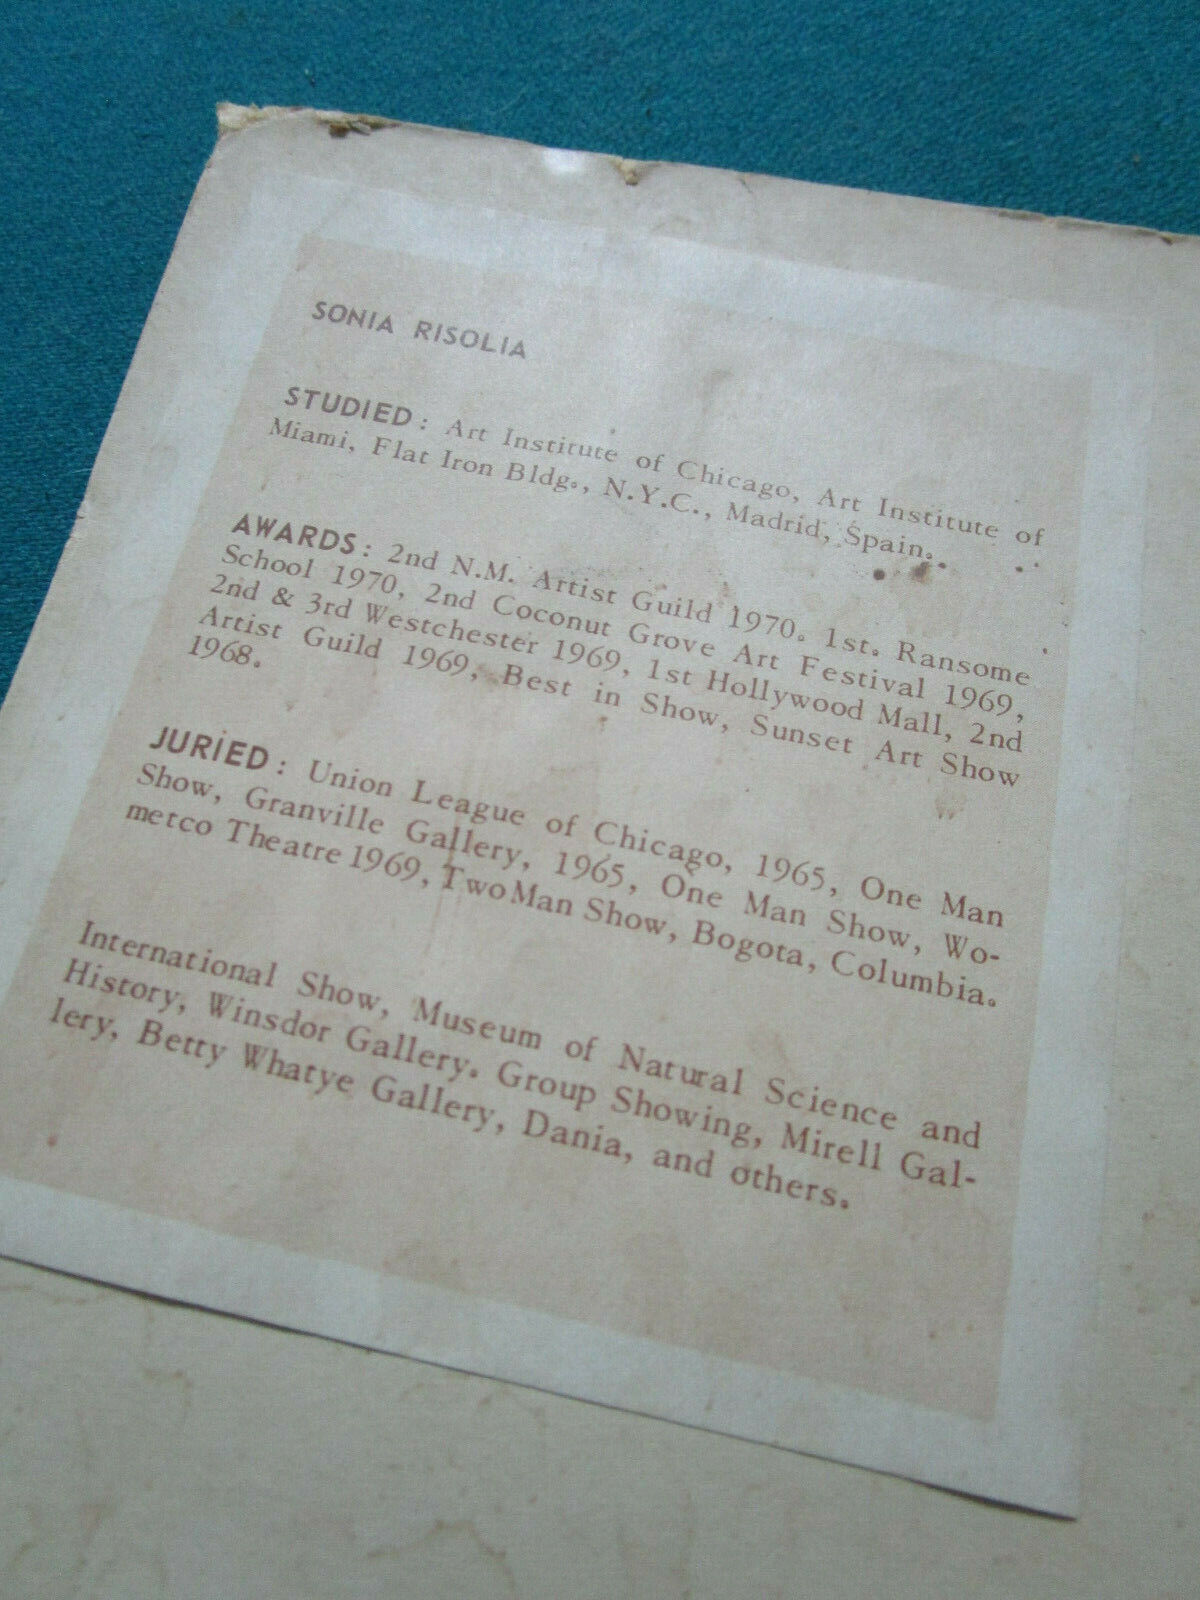 SONIA RISOLIA
STUDIED: Art Institute of Chicago, Art Institute of
Miami, Flat Iron Bldg., N.Y.C., Madrid, Spain.
AWARDS: 2nd N.M. Artist Guild 1970. 1st. Ransome
School 1970, 2nd Coconut Grove Art Festival 1969,
2nd & 3rd Westchester 1969, 1st Hollywood Mall, 2nd
Artist Guild 1969, Best in Show, Sunset Art Show
1968.
JURIED: Union League of Chicago, 1965, One Man
Show, Granville Gallery, 1965, One Man Show, Wo-
metco Theatre 1969, Two Man Show, Bogota, Columbia.
International Show, Museum of Natural Science and
History, Winsdor Gallery. Group Showing, Mirell Gal-
lery, Betty Whatye Gallery, Dania, and others.